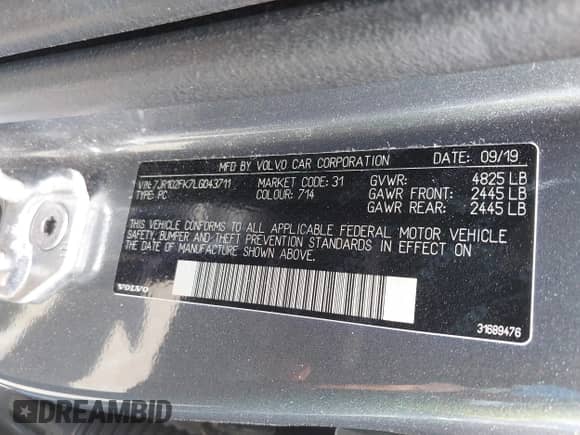 MFD BY VOLVO CAR CORPORATION DATE: 09/19
VIN: 7JR102FK7LG043711 MARKET CODE: 31 GVWR: 4825 LB
TYPE: PC COLOUR: 714 GAWR FRONT: 2445 LB
GAWR REAR: 2445 LB
THIS VEHICLE CONFORMS TO ALL APPLICABLE FEDERAL MOTOR VEHICLE
SAFETY, BUMPER AND THEFT PREVENTION STANDARDS IN EFFECT ON
THE DATE OF MANUFACTURE SHOWN ABOVE.
VOLVO
31689476
DREAMBID